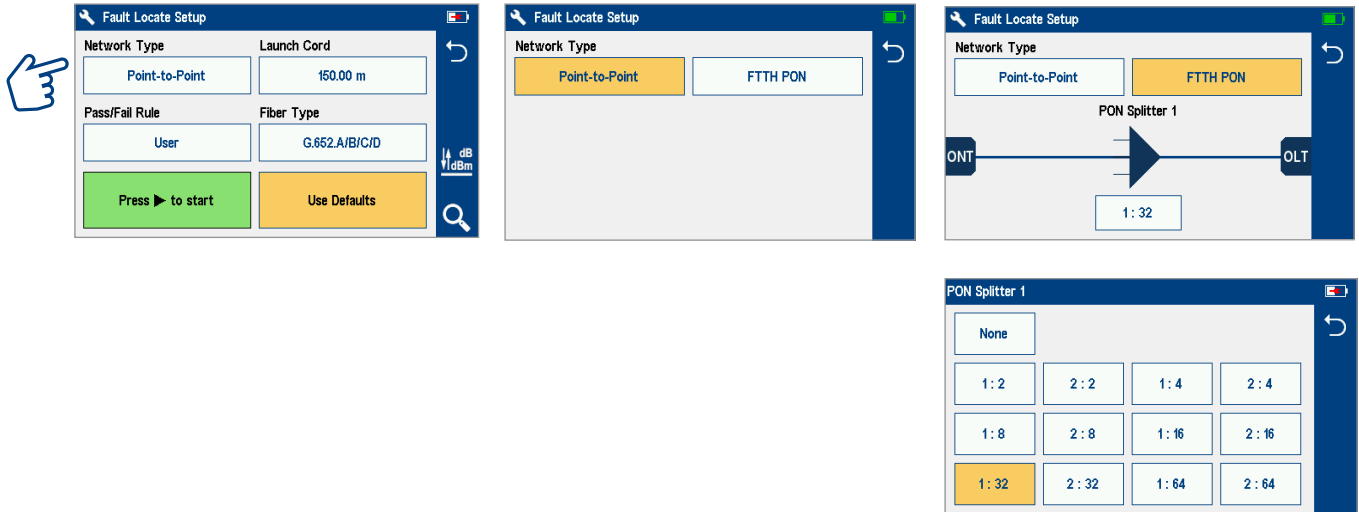 Fault Locate Setup
Network Type
Launch Cord
Point-to-Point
150.00 m
Pass/Fail Rule
Fiber Type
User
G.652.A/B/C/D
dB
dBm
Press ▶ to start
Use Defaults
Fault Locate Setup
Network Type
Point-to-Point
FTTH PON
Fault Locate Setup
Network Type
Point-to-Point
FTTH PON
PON Splitter 1
ONT
OLT
1 : 32
PON Splitter 1
None
1 : 2
2 : 2
1 : 4
2 : 4
1 : 8
2 : 8
1 : 16
2 : 16
1 : 32
2 : 32
1 : 64
2 : 64